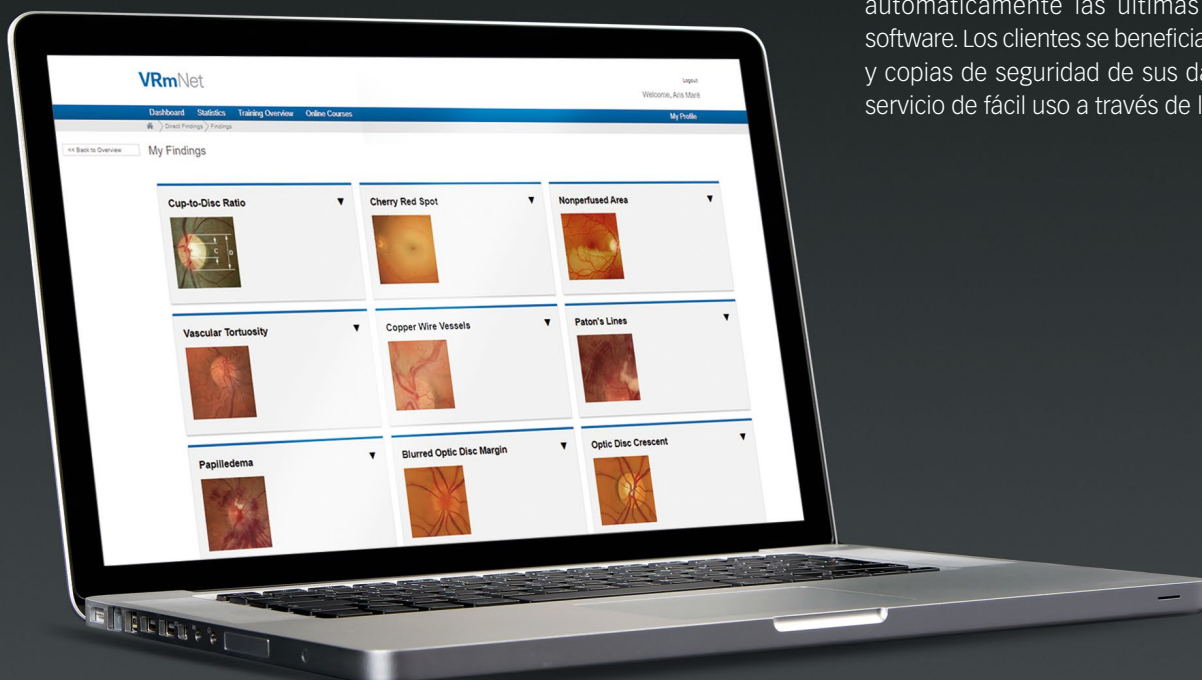 automáticamente las últimas
software. Los clientes se beneficia
y copias de seguridad de sus da
servicio de fácil uso a través de l
VRmNet
Logout
Welcome, Aris Marē
Dashboard Statistics Training Overview Online Courses My Profile
Direct Findings Findings
<< Back to Overview
My Findings
Cup-to-Disc Ratio
Cherry Red Spot
Nonperfused Area
C
D
Vascular Tortuosity
Copper Wire Vessels
Paton's Lines
Papilledema
Blurred Optic Disc Margin
Optic Disc Crescent